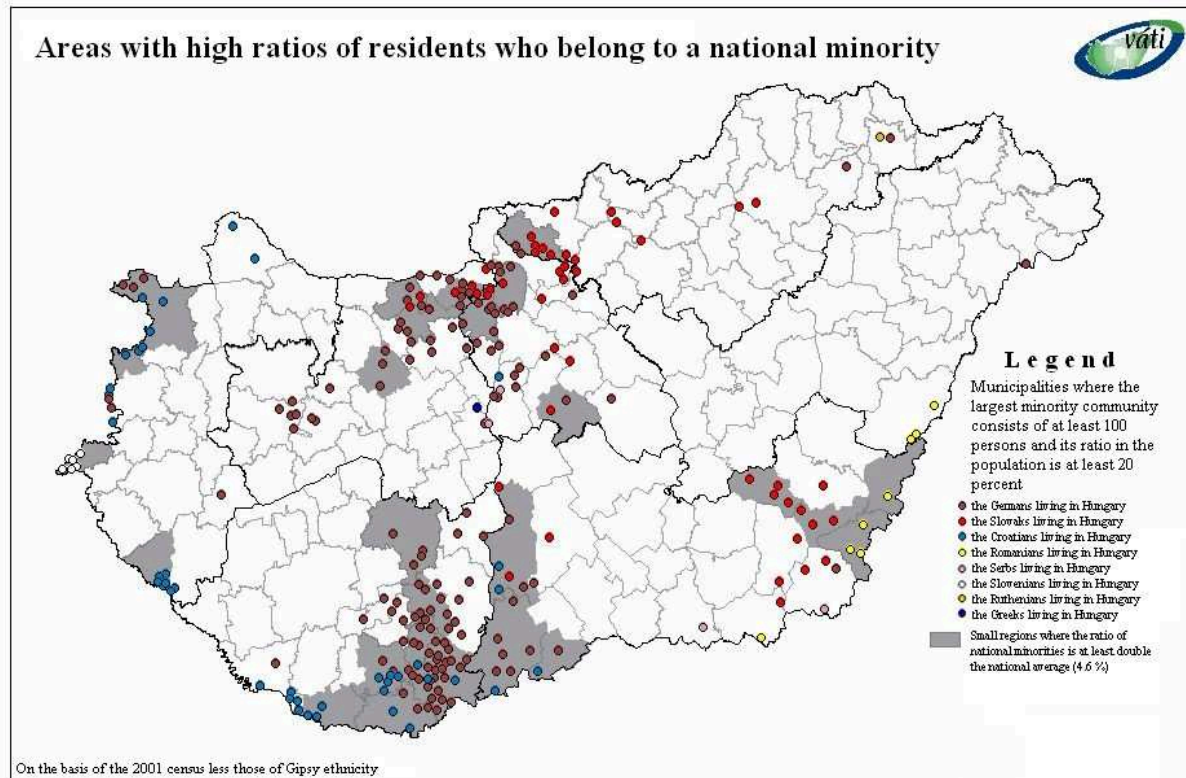 Areas with high ratios of residents who belong to a national minority
váti
Legend
Municipalities where the
largest minority community
consists of at least 100
persons and its ratio in the
population is at least 20
percent
the Germans living in Hungary
the Slovaks living in Hungary
the Croatians living in Hungary
the Romanians living in Hungary
the Serbs living in Hungary
the Slovenians living in Hungary
the Ruthenians living in Hungary
the Greeks living in Hungary
Small regions where the ratio of
national minorities is at least double
the national average (4.6 %)
On the basis of the 2001 census less those of Gipsy ethnicity